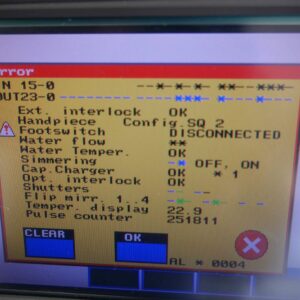 rror
N 15-0 ---*-*-*-**--***-
OUT23-0 ----------***-*---*---
Ext. interlock OK
Handpiece Config.SQ 2
Footswitch DISCONNECTED
Water flow **
Water Temper. OK
Simmering -* OFF, ON
Cap.Charger OK * 1
Opt. interlock OK
Shutters
Flip mirr. 1..4
Temper. display 22.9
Pulse counter 251811
CLEAR OK
AL * 0004